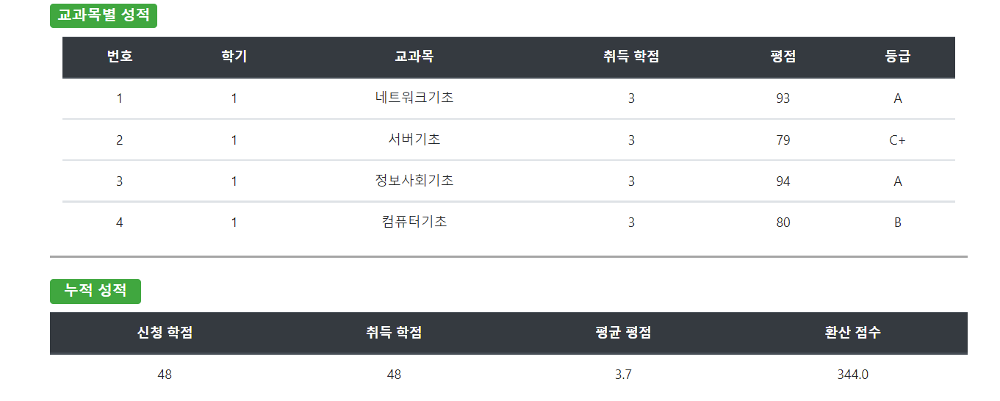 교과목별 성적
번호 학기 교과목 취득 학점 평점 등급
1 1 네트워크기초 3 93 A
2 1 서버기초 3 79 C+
3 1 정보사회기초 3 94 A
4 1 컴퓨터기초 3 80 B
누적 성적
신청 학점 취득 학점 평균 평점 환산 점수
48 48 3.7 344.0